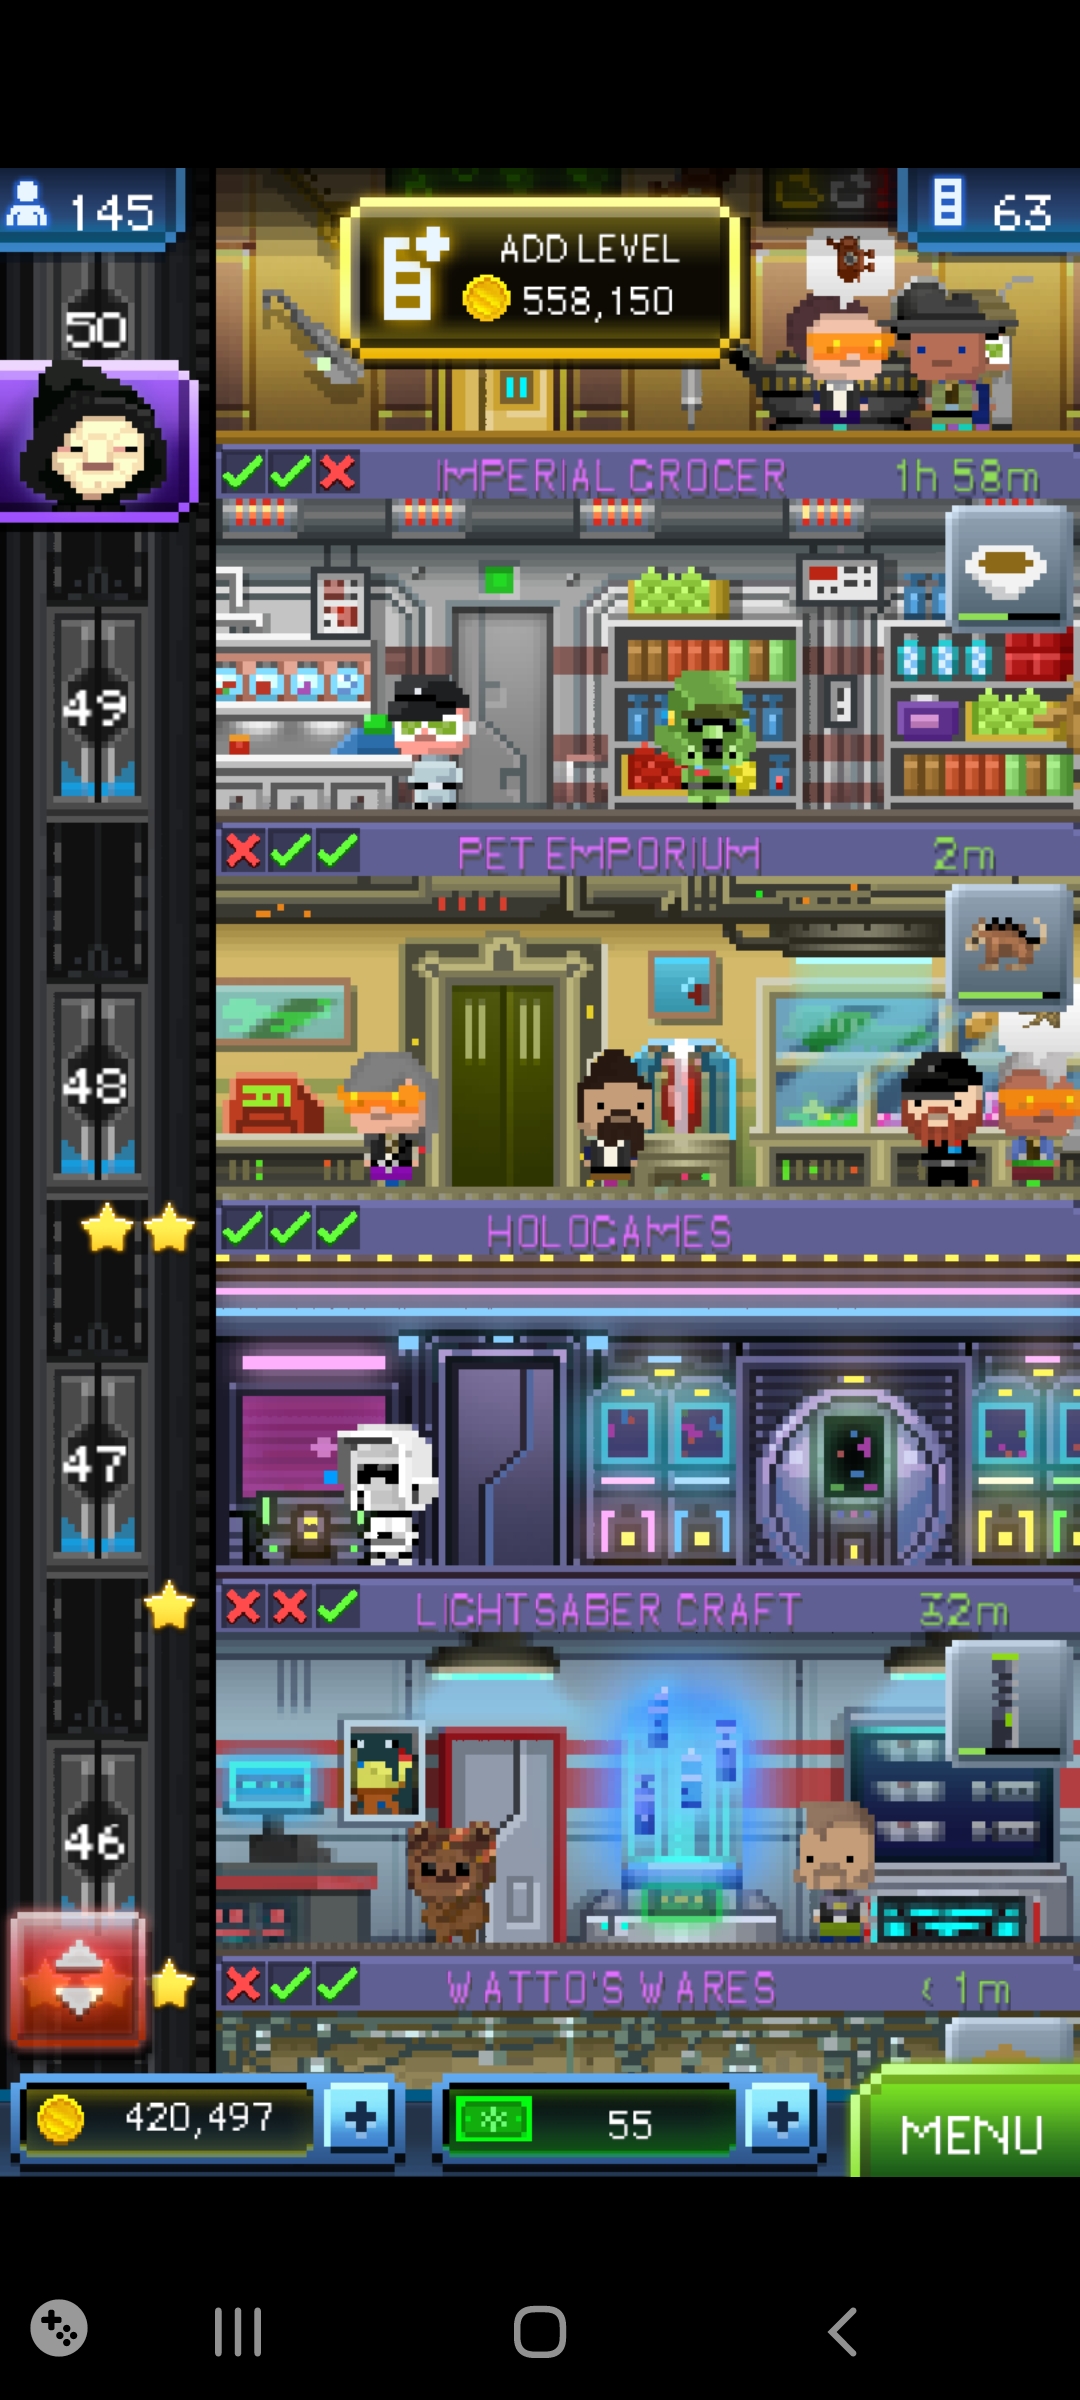 145
63
ADD LEVEL
558,150
50
IMPERIAL GROCER 1h 58m
49
PET EMPORIUM 2m
48
HOLOGAMES
47
LIGHTSABER CRAFT 32m
46
WATTO'S WARES < 1m
420,497
55
MENU